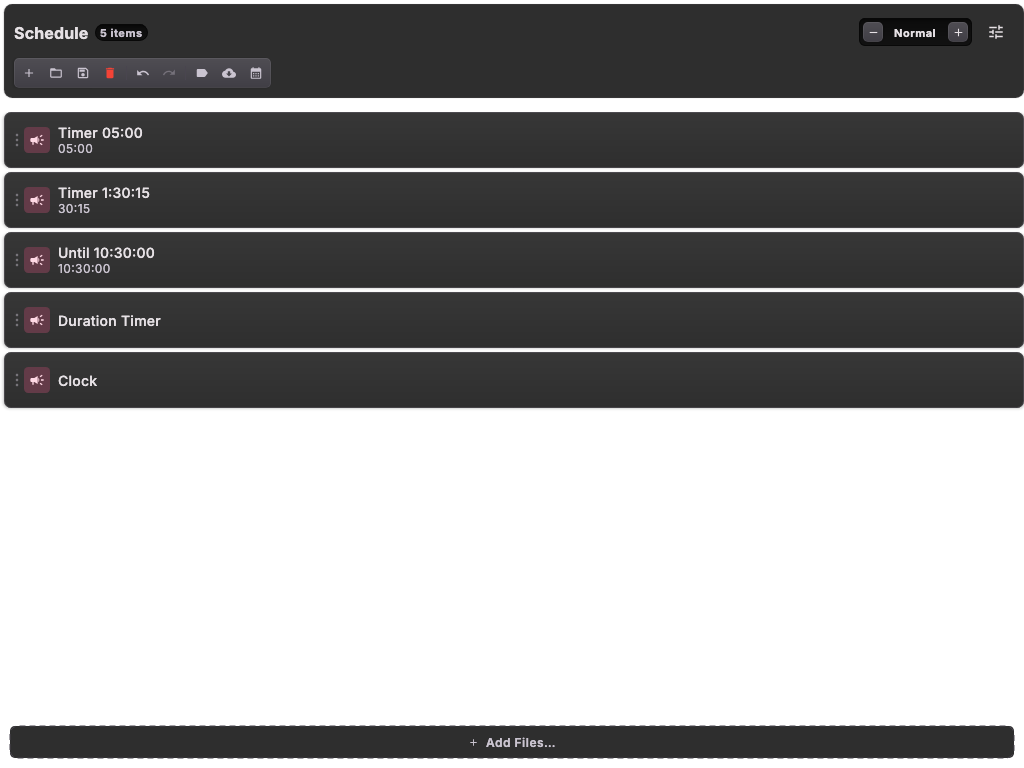 Schedule 5 items
Normal
Timer 05:00
05:00
Timer 1:30:15
30:15
Until 10:30:00
10:30:00
Duration Timer
Clock
Add Files...